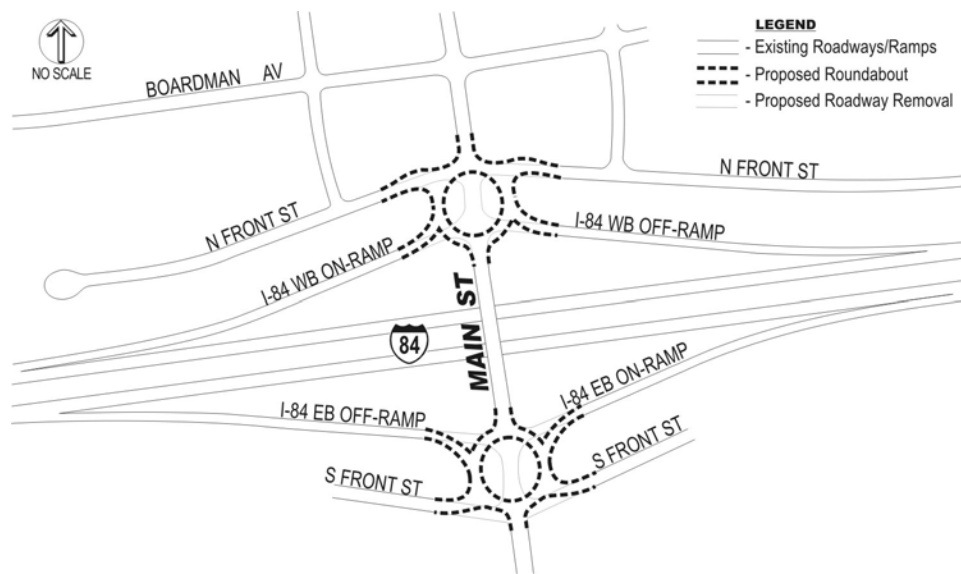 NO SCALE
BOARDMAN AV
LEGEND
- Existing Roadways/Ramps
- Proposed Roundabout
- Proposed Roadway Removal
N FRONT ST
N FRONT ST
I-84 WB OFF-RAMP
I-84 WB ON-RAMP
MAIN ST
84
I-84 EB ON-RAMP
I-84 EB OFF-RAMP
S FRONT ST
S FRONT ST